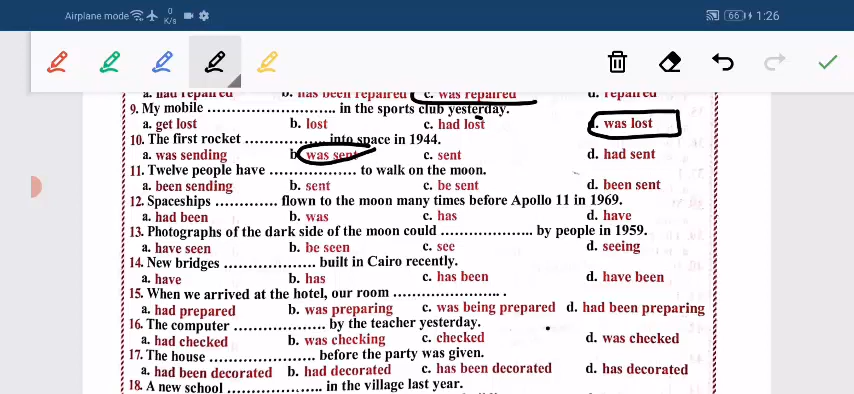 Airplane mode 0 K/s 66 1:26
a. had repaired b. has been repaired c. was repaired d. repaired
9. My mobile ............................ in the sports club yesterday.
a. get lost b. lost c. had lost d. was lost
10. The first rocket .................. into space in 1944.
a. was sending b. was sent c. sent d. had sent
11. Twelve people have ................... to walk on the moon.
a. been sending b. sent c. be sent d. been sent
12. Spaceships ............. flown to the moon many times before Apollo 11 in 1969.
a. had been b. was c. has d. have
13. Photographs of the dark side of the moon could .................... by people in 1959.
a. have seen b. be seen c. see d. seeing
14. New bridges .................... built in Cairo recently.
a. have b. has c. has been d. have been
15. When we arrived at the hotel, our room ...................... .
a. had prepared b. was preparing c. was being prepared d. had been preparing
16. The computer .................... by the teacher yesterday.
a. had checked b. was checking c. checked d. was checked
17. The house .................. before the party was given.
a. had been decorated b. had decorated c. has been decorated d. has decorated
18. A new school .................... in the village last year.